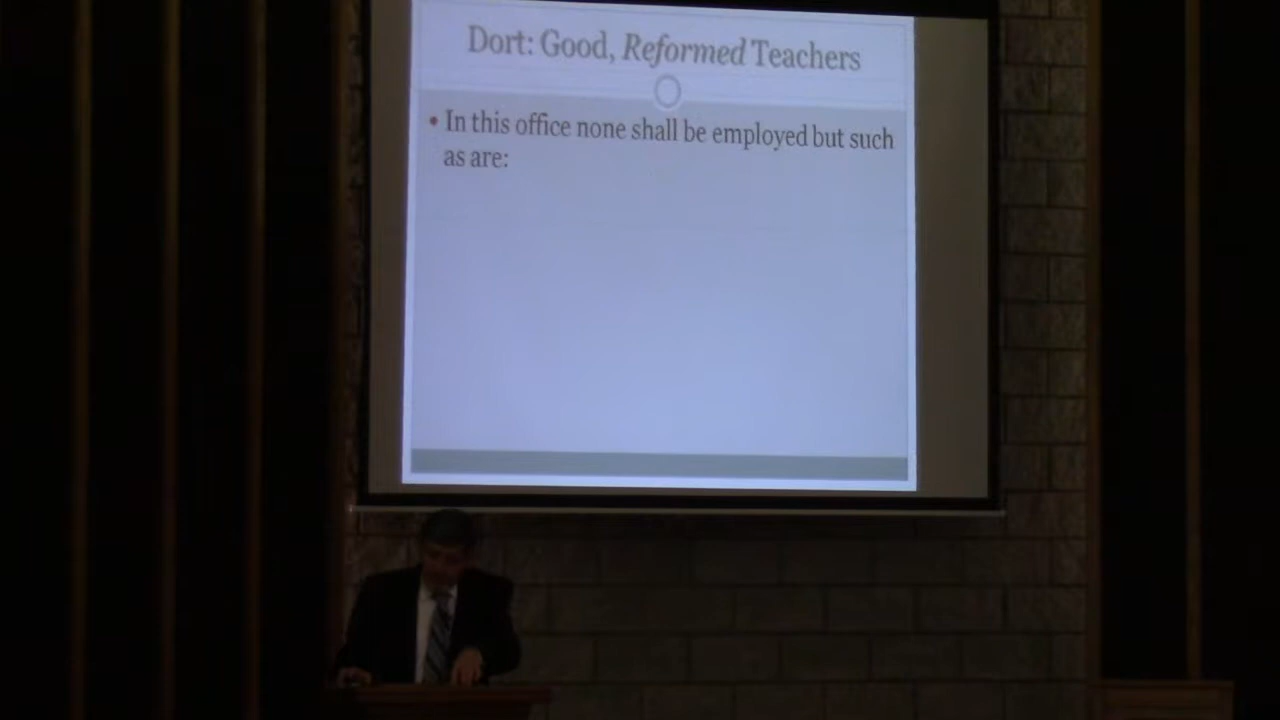 Dort: Good, Reformed Teachers
• In this office none shall be employed but such
as are: